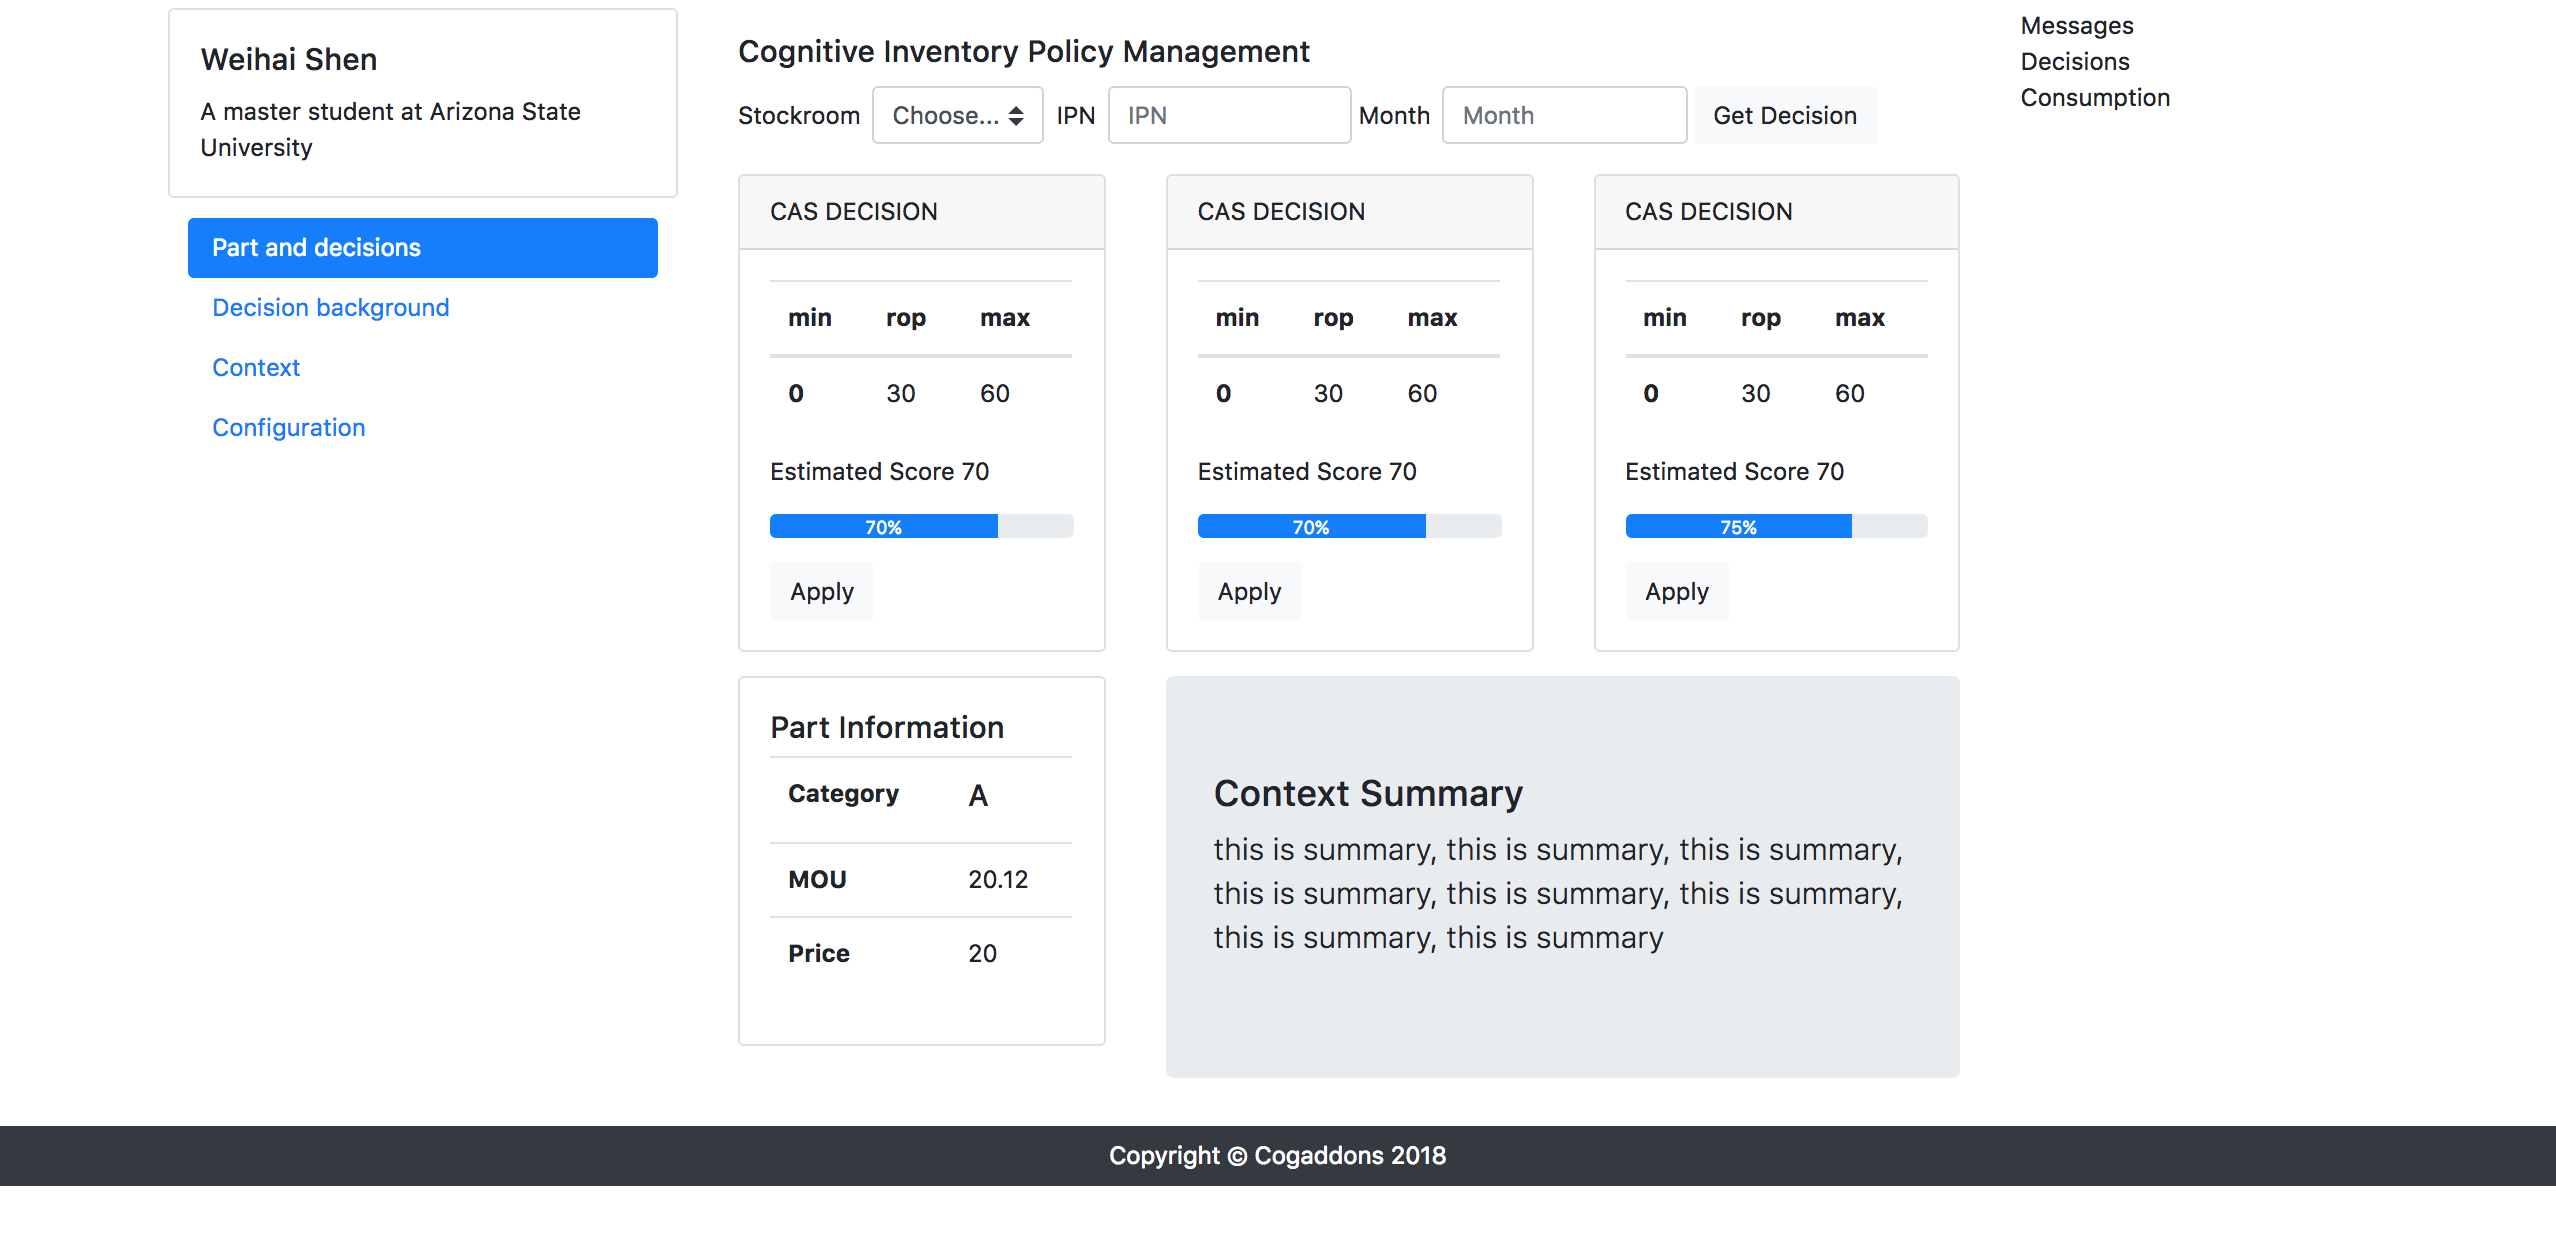 Weihai Shen
A master student at Arizona State
University
Part and decisions
Decision background
Context
Configuration
Cognitive Inventory Policy Management
Stockroom Choose... IPN IPN Month Month Get Decision
CAS DECISION
min rop max
0 30 60
Estimated Score 70
70%
Apply
CAS DECISION
min rop max
0 30 60
Estimated Score 70
70%
Apply
CAS DECISION
min rop max
0 30 60
Estimated Score 70
75%
Apply
Part Information
Category A
MOU 20.12
Price 20
Context Summary
this is summary, this is summary, this is summary,
this is summary, this is summary, this is summary,
this is summary, this is summary
Messages
Decisions
Consumption
Copyright © Cogaddons 2018